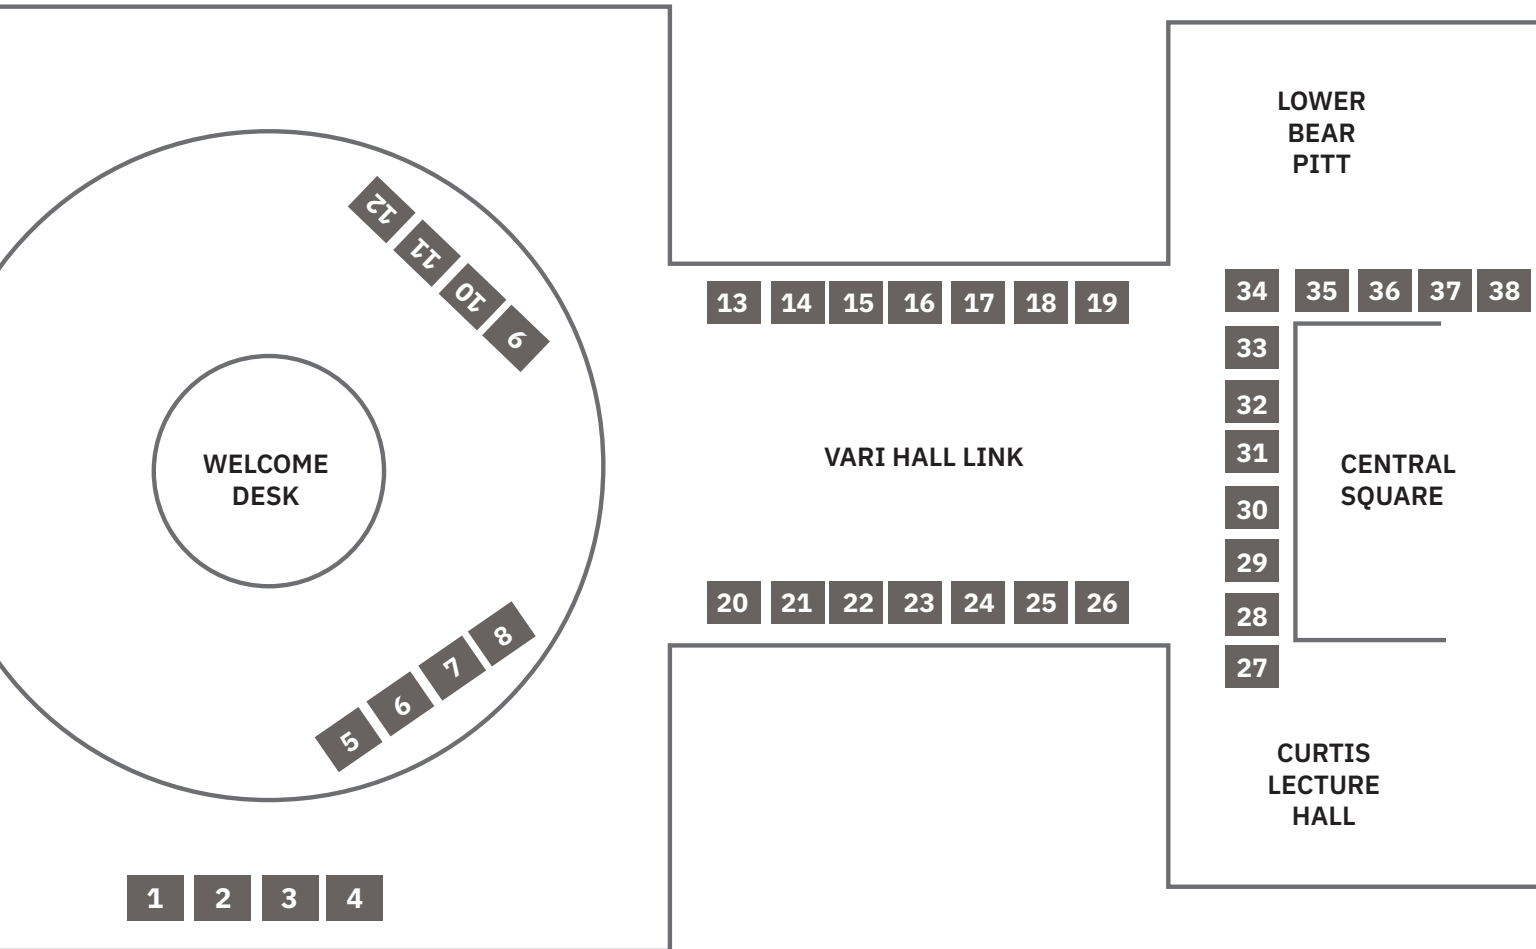 LOWER
BEAR
PITT
12
11
10
9
13 14 15 16 17 18 19
34 35 36 37 38
33
32
31
30
29
28
27
WELCOME
DESK
VARI HALL LINK
CENTRAL
SQUARE
20 21 22 23 24 25 26
8
7
6
5
CURTIS
LECTURE
HALL
1 2 3 4